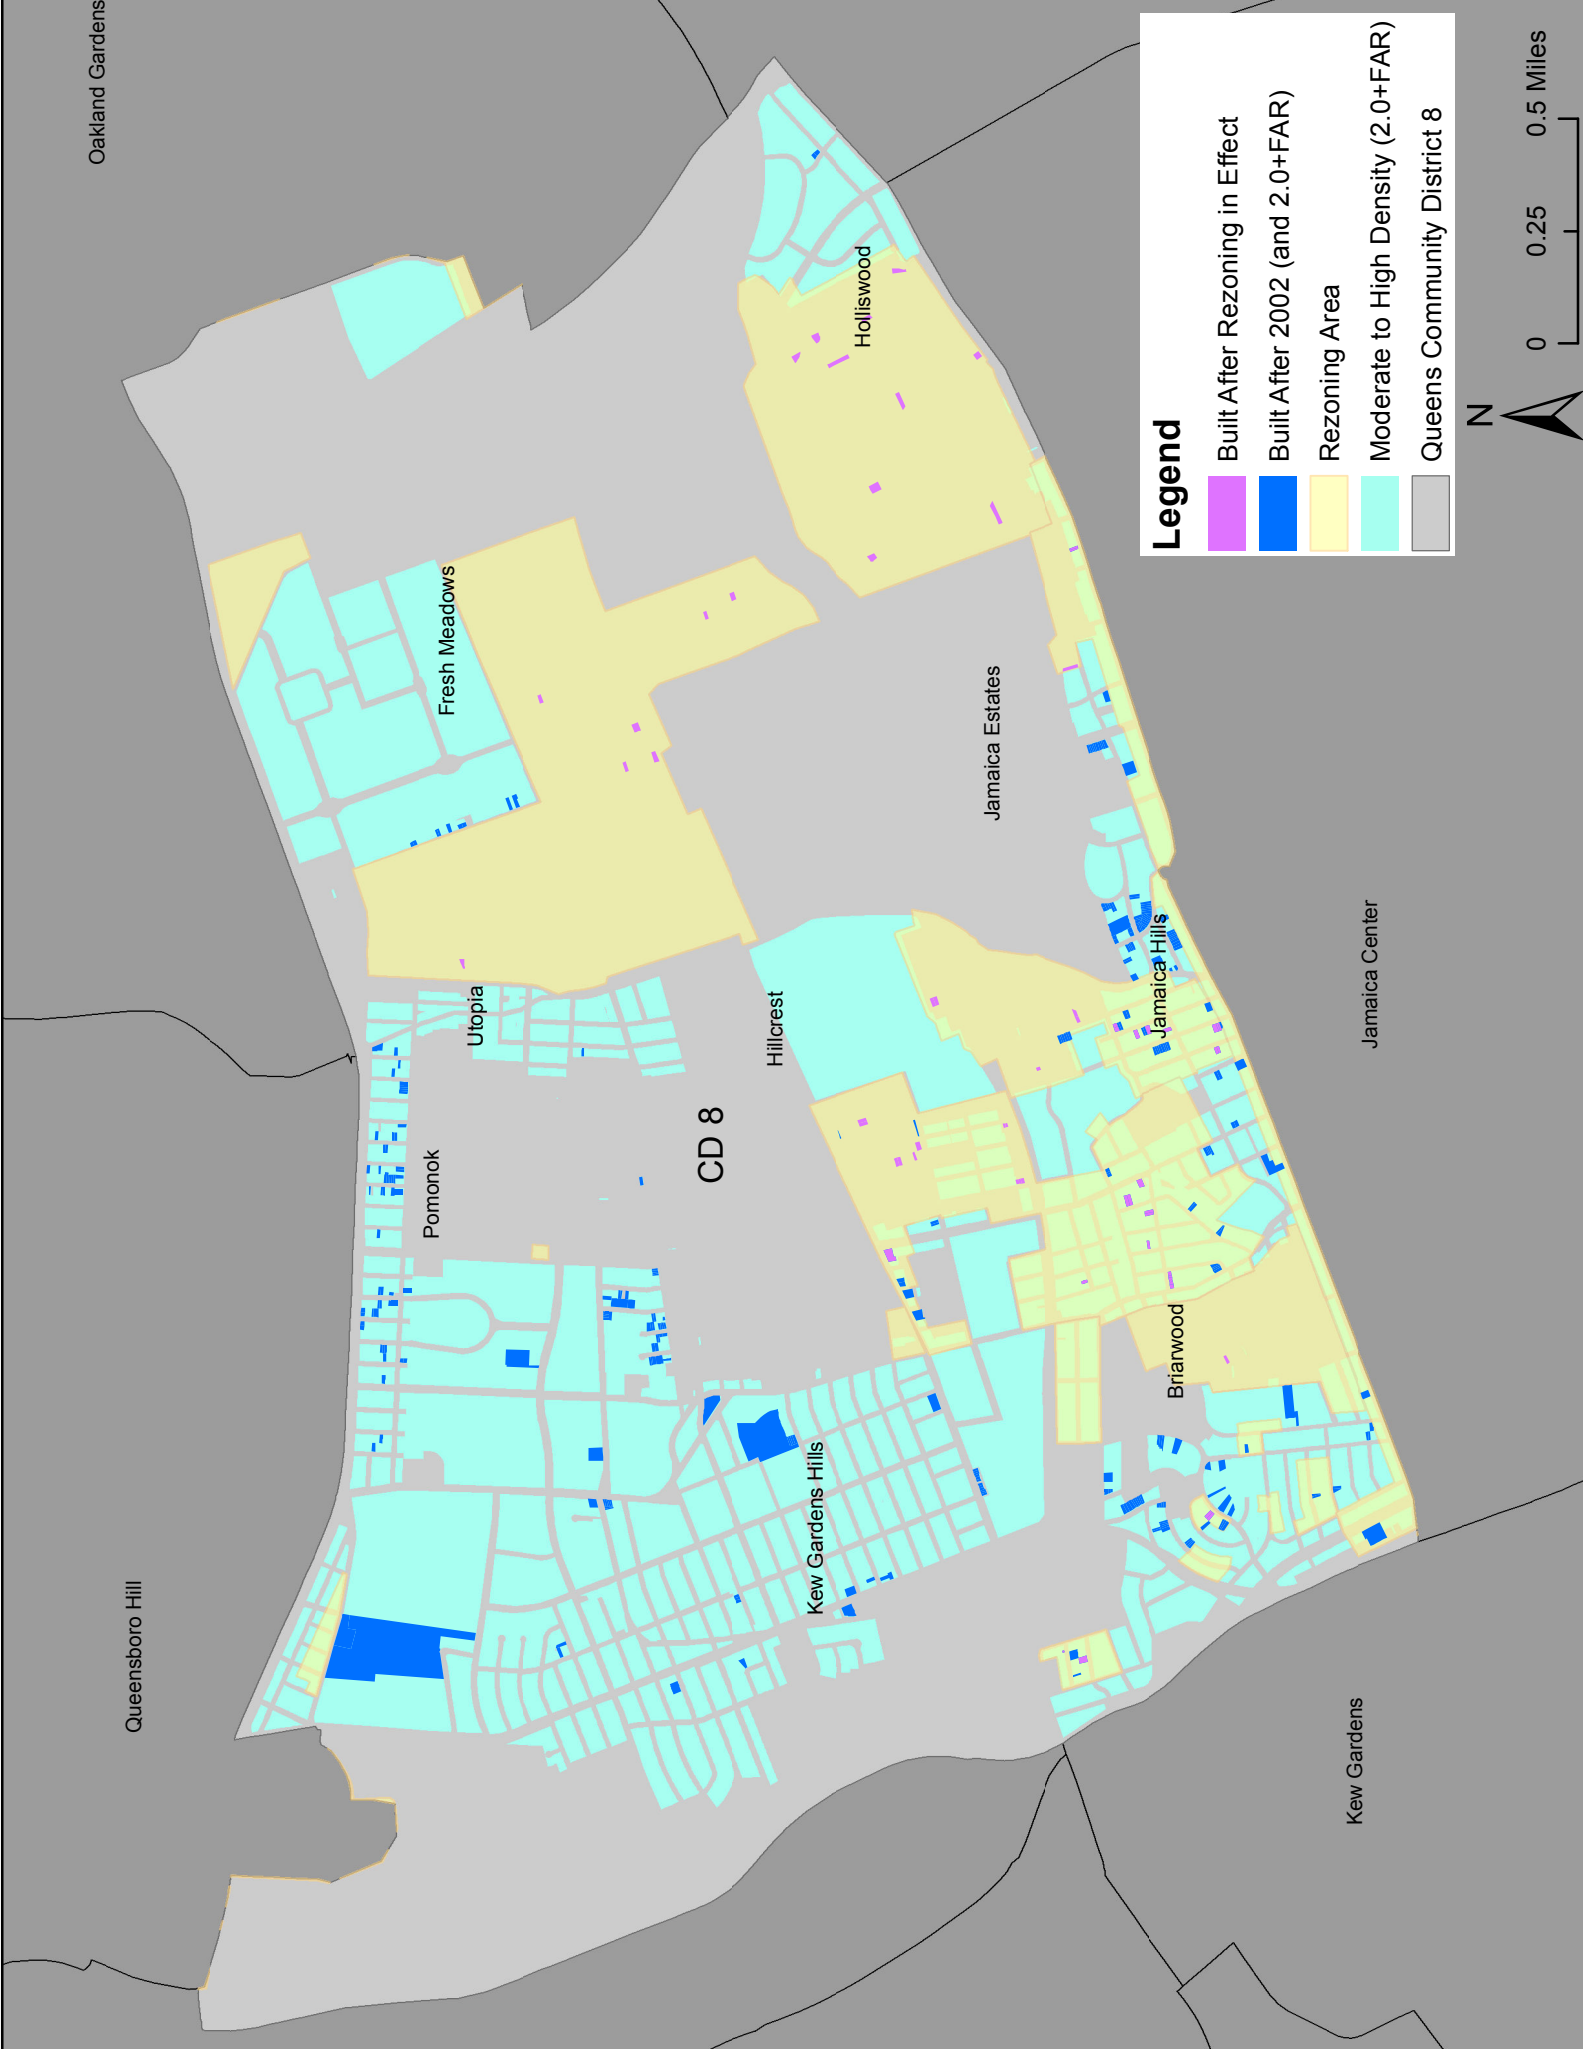 Oakland Gardens
Queensboro Hill
Fresh Meadows
Utopia
Pomonok
Holliswood
Hillcrest
CD 8
Jamaica Estates
Kew Gardens Hills
Jamaica Hills
Briarwood
Jamaica Center
Kew Gardens
Legend
Built After Rezoning in Effect
Built After 2002 (and 2.0+FAR)
Rezoning Area
Moderate to High Density (2.0+FAR)
Queens Community District 8
N
0 0.25 0.5 Miles